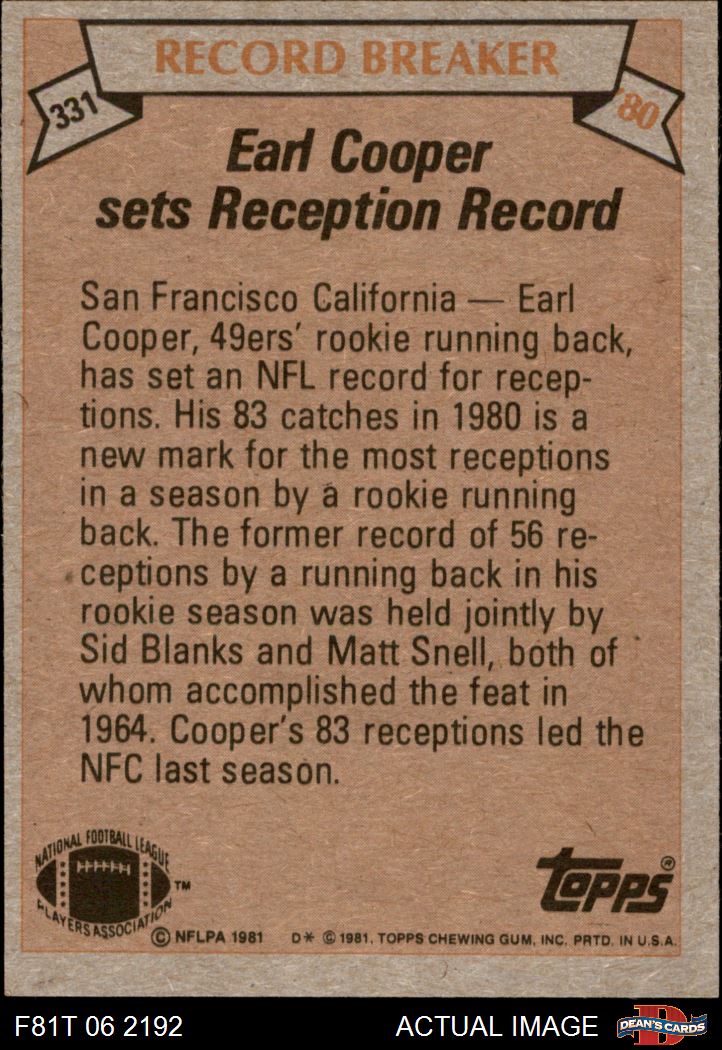 RECORD BREAKER
331
'80
Earl Cooper
sets Reception Record
San Francisco California — Earl
Cooper, 49ers' rookie running back,
has set an NFL record for recep-
tions. His 83 catches in 1980 is a
new mark for the most receptions
in a season by a rookie running
back. The former record of 56 re-
ceptions by a running back in his
rookie season was held jointly by
Sid Blanks and Matt Snell, both of
whom accomplished the feat in
1964. Cooper's 83 receptions led the
NFC last season.
NATIONAL FOOTBALL LEAGUE
PLAYERS ASSOCIATION
™
topps®
© NFLPA 1981 D* © 1981. TOPPS CHEWING GUM, INC. PRTD. IN U.S.A.
F81T 06 2192 ACTUAL IMAGE D DEAN'S CARDS